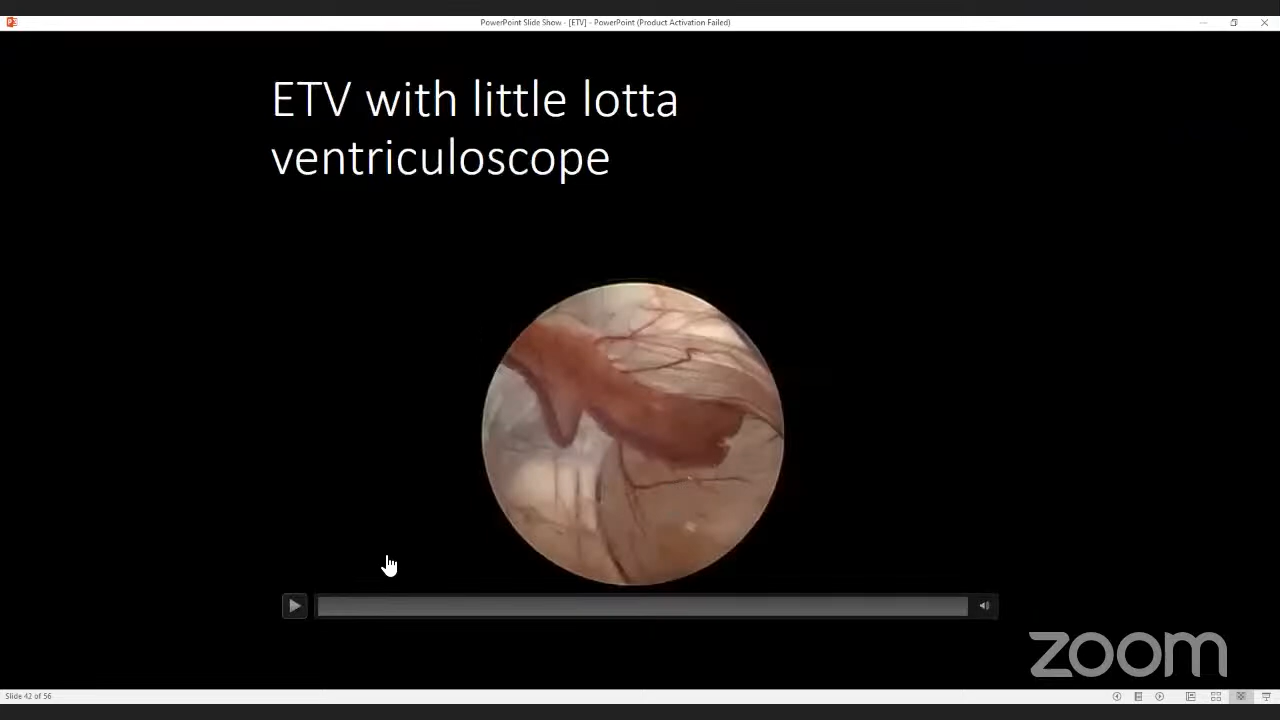 PowerPoint Slide Show - [ETV] - PowerPoint (Product Activation Failed)
ETV with little lotta
ventriculoscope
zoom
Slide 42 of 56